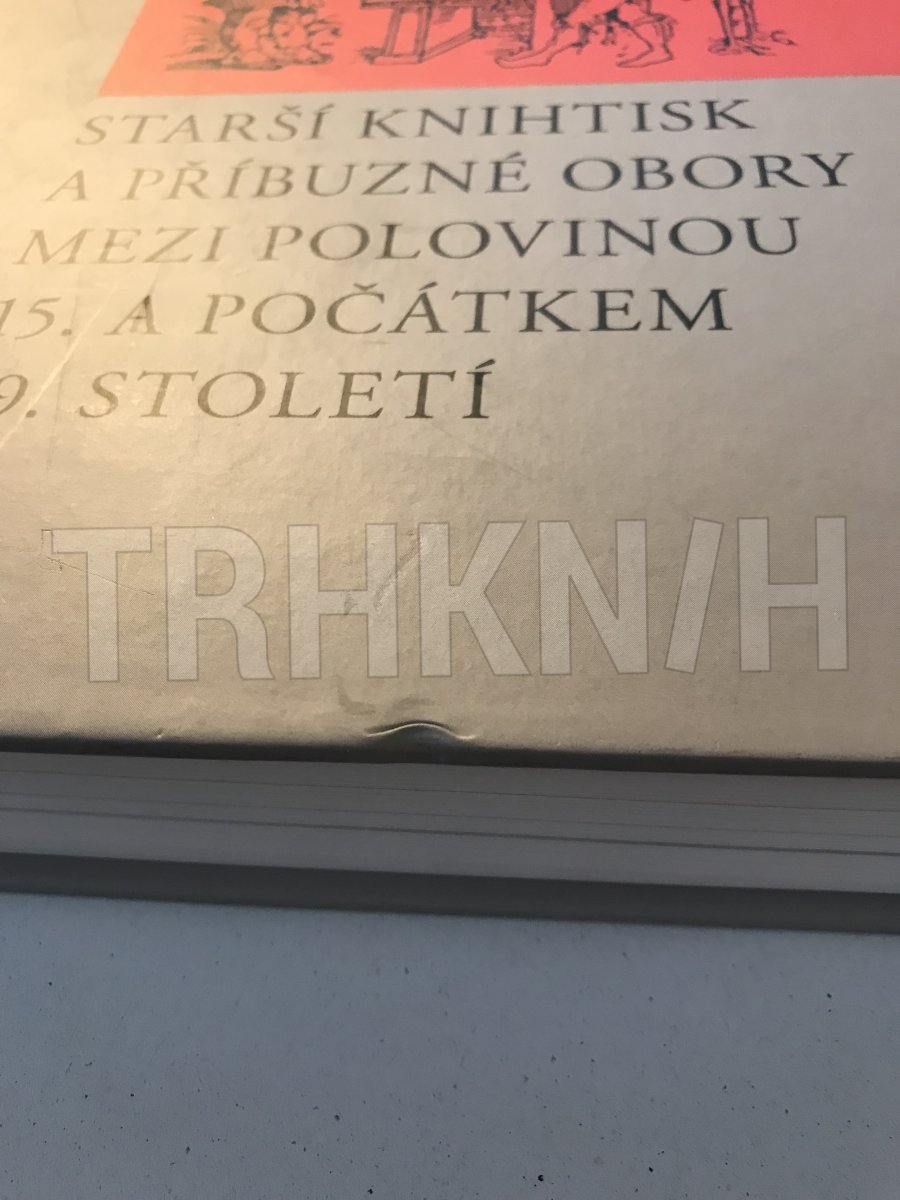 STARŠÍ KNIHTISK
A PŘÍBUZNÉ OBORY
MEZI POLOVINOU
15. A POČÁTKEM
9. STOLETÍ
TRHKNIH